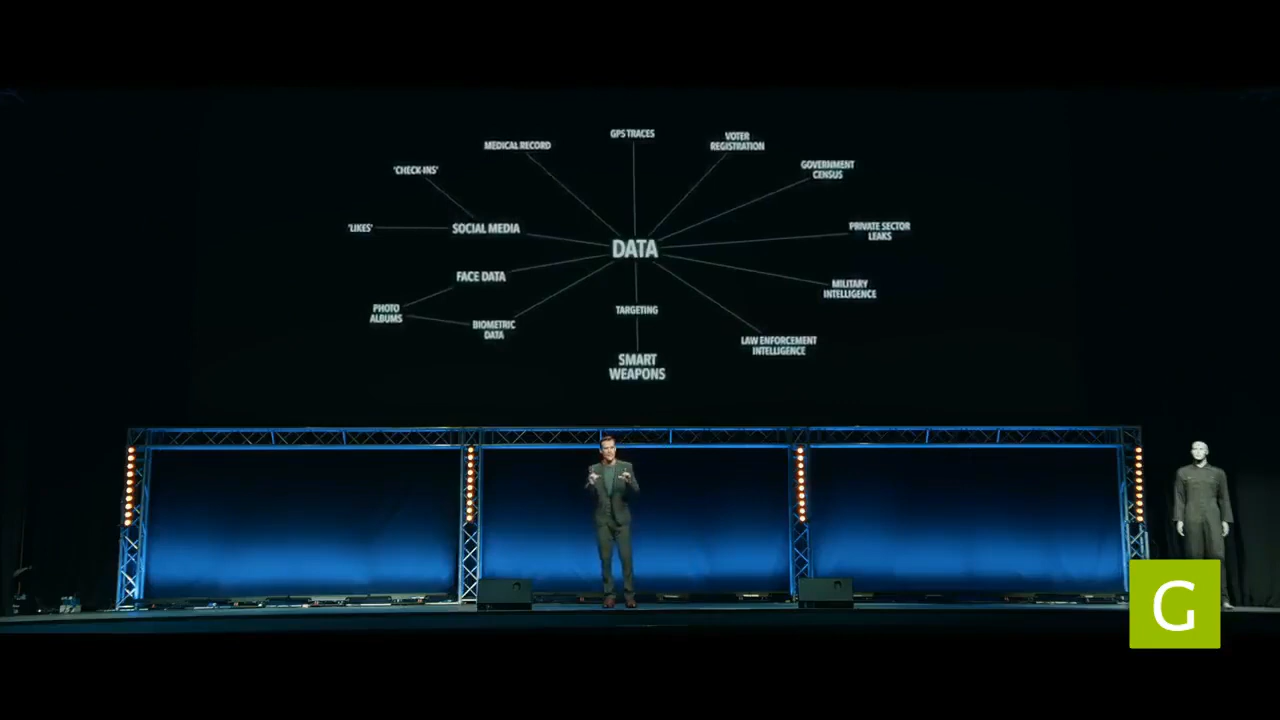 GPS TRACES
VOTER
REGISTRATION
MEDICAL RECORD
GOVERNMENT
CENSUS
'CHECK-INS'
'LIKES'
SOCIAL MEDIA
PRIVATE SECTOR
LEAKS
DATA
FACE DATA
MILITARY
INTELLIGENCE
PHOTO
ALBUMS
TARGETING
BIOMETRIC
DATA
LAW ENFORCEMENT
INTELLIGENCE
SMART
WEAPONS
G